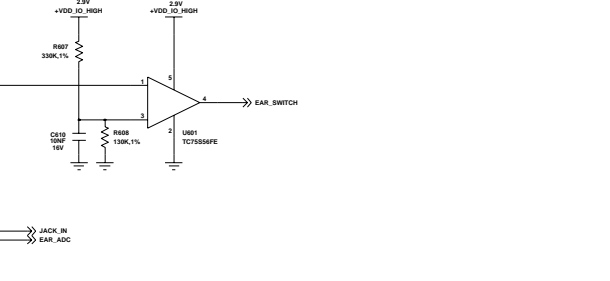 2.9V
+VDD_IO_HIGH
2.9V
+VDD_IO_HIGH
R607
330K,1%
5
1
4
EAR_SWITCH
3
C610
10NF
16V
R608
130K,1%
2
U601
TC75S56FE
JACK_IN
EAR_ADC